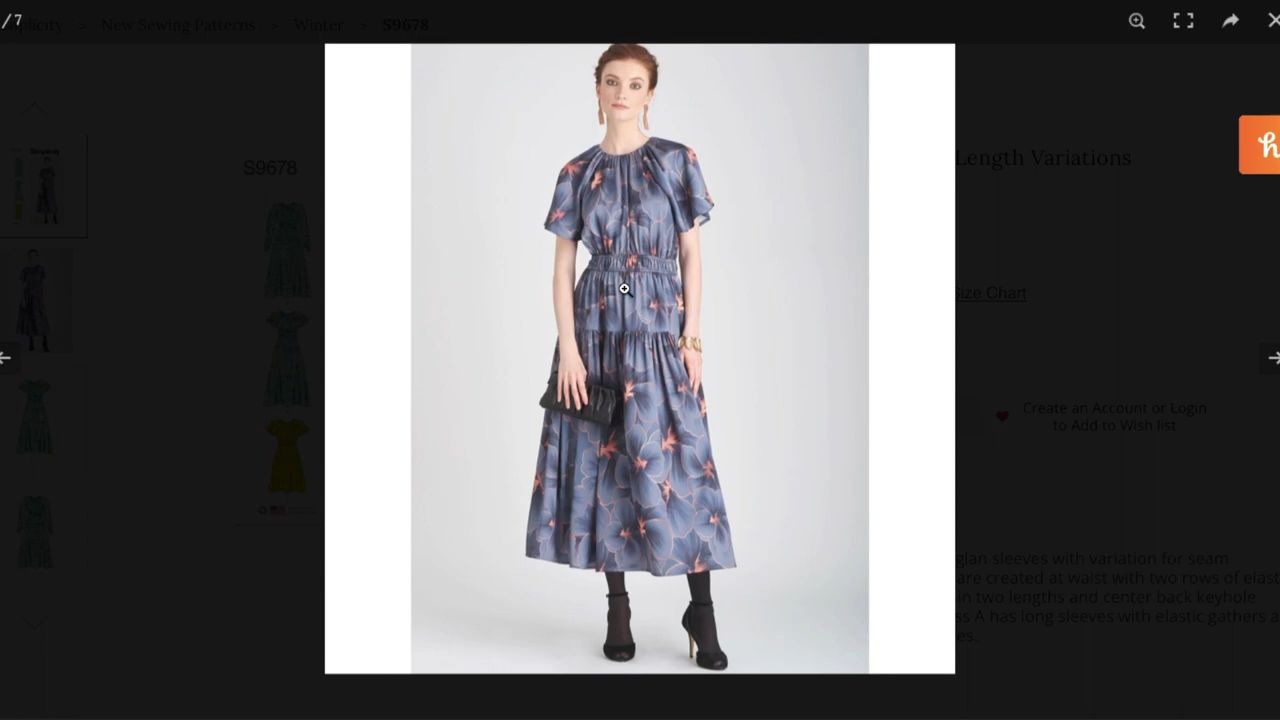 /7
New Sewing Patterns > Winter > S9678
S9678
Simplicity
Length Variations
Size Chart
Create an Account or Login
to Add to Wish list
sleeves with variation for seam
are created at waist with two rows of
in two lengths and center back keyhole
A has long sleeves with elastic gathers
h